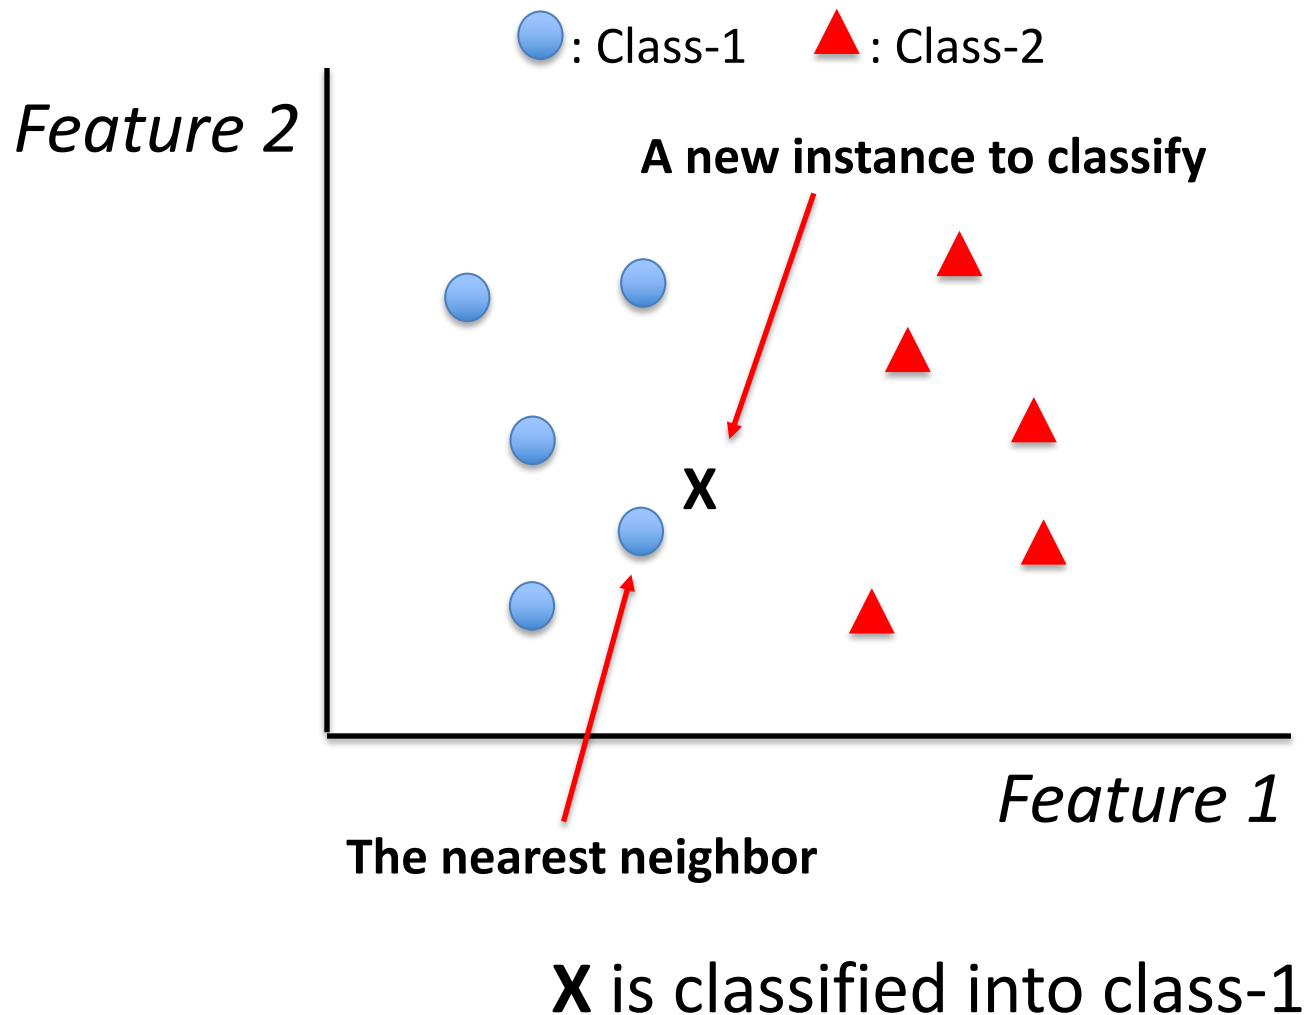 : Class-1 : Class-2
Feature 2
A new instance to classify
X
Feature 1
The nearest neighbor
X is classified into class-1